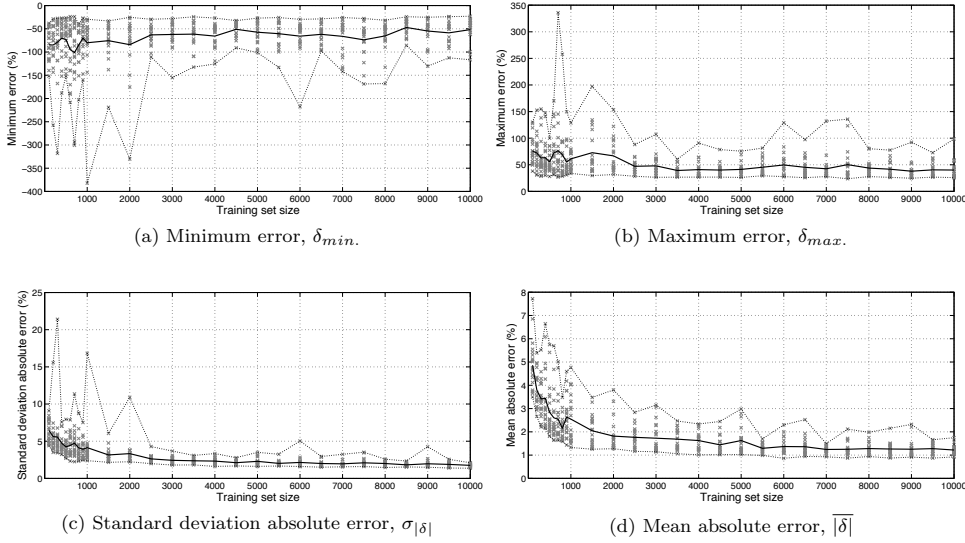 0
−50
−100
−150
−200
−250
−300
−350
−400
Minimum error (%)
1000 2000 3000 4000 5000 6000 7000 8000 9000 10000
Training set size
(a) Minimum error, δmin.
350
300
250
200
150
100
50
0
Maximum error (%)
1000 2000 3000 4000 5000 6000 7000 8000 9000 10000
Training set size
(b) Maximum error, δmax.
25
20
15
10
5
0
Standard deviation absolute error (%)
1000 2000 3000 4000 5000 6000 7000 8000 9000 10000
Training set size
(c) Standard deviation absolute error, σ|δ|
8
7
6
5
4
3
2
1
0
Mean absolute error (%)
1000 2000 3000 4000 5000 6000 7000 8000 9000 10000
Training set size
(d) Mean absolute error, |δ|